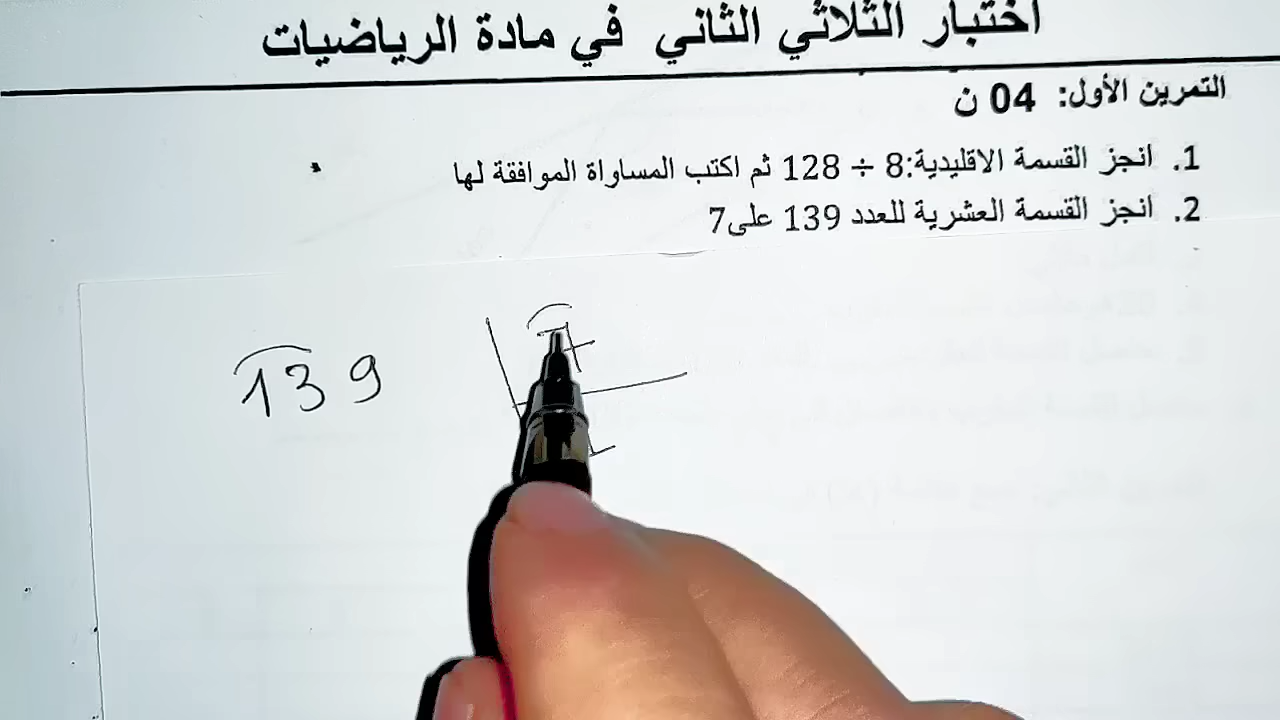 اختبار الثلاثي الثاني في مادة الرياضيات
التمرين الأول: 04 ن
1. انجز القسمة الاقليدية:8 ÷ 128 ثم اكتب المساواة الموافقة لها
2. انجز القسمة العشرية للعدد 139 على7
139 7